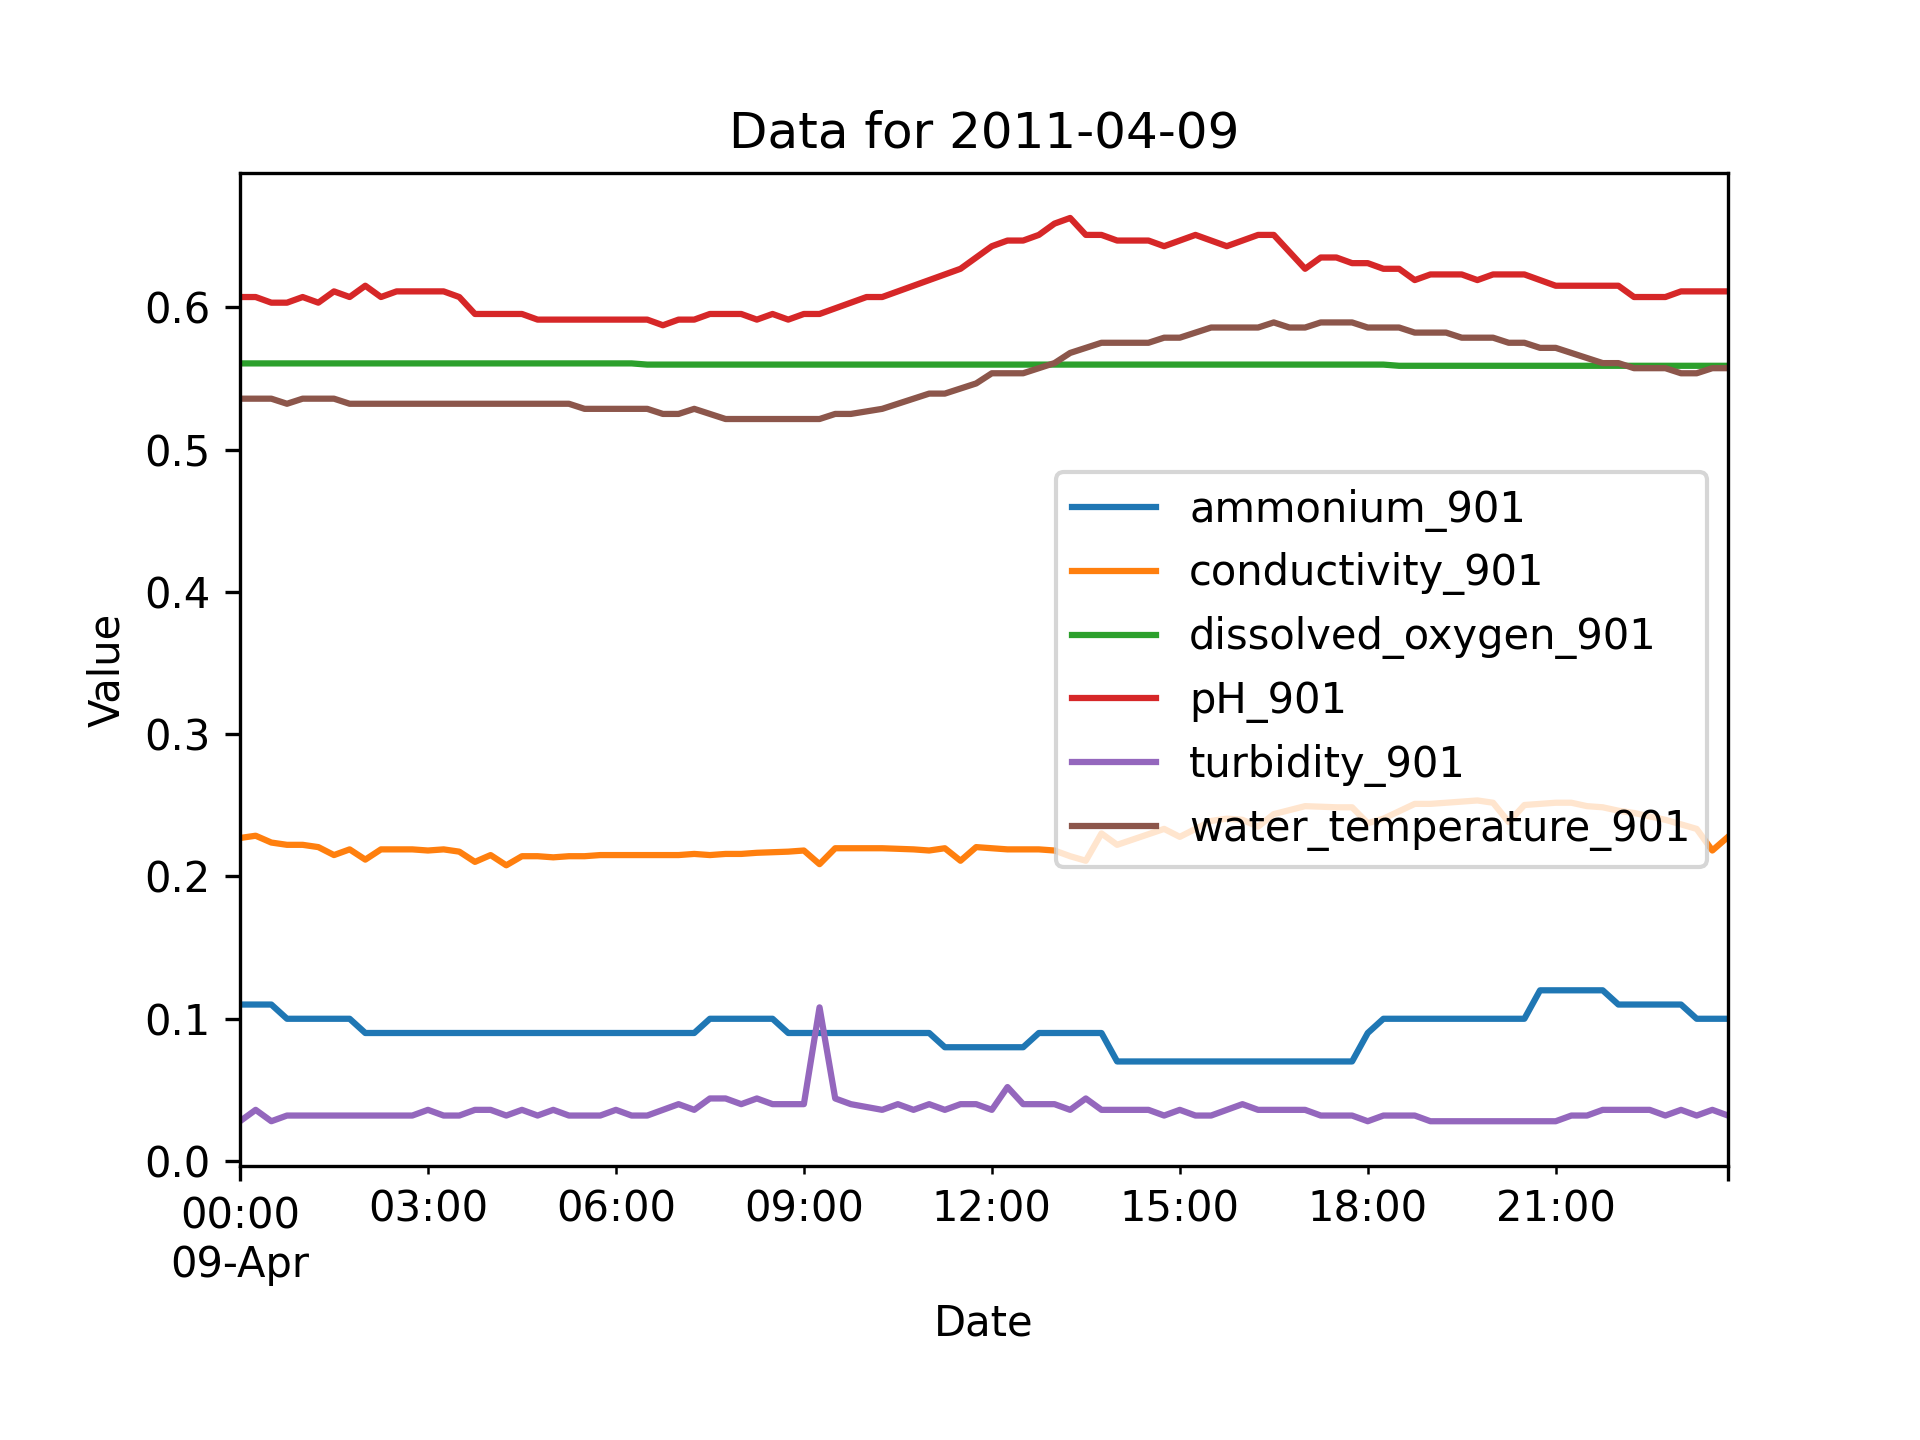 Data for 2011-04-09
Value
0.6
0.5
0.4
0.3
0.2
0.1
0.0
ammonium_901
conductivity_901
dissolved_oxygen_901
pH_901
turbidity_901
water_temperature_901
00:00 03:00 06:00 09:00 12:00 15:00 18:00 21:00
09-Apr
Date